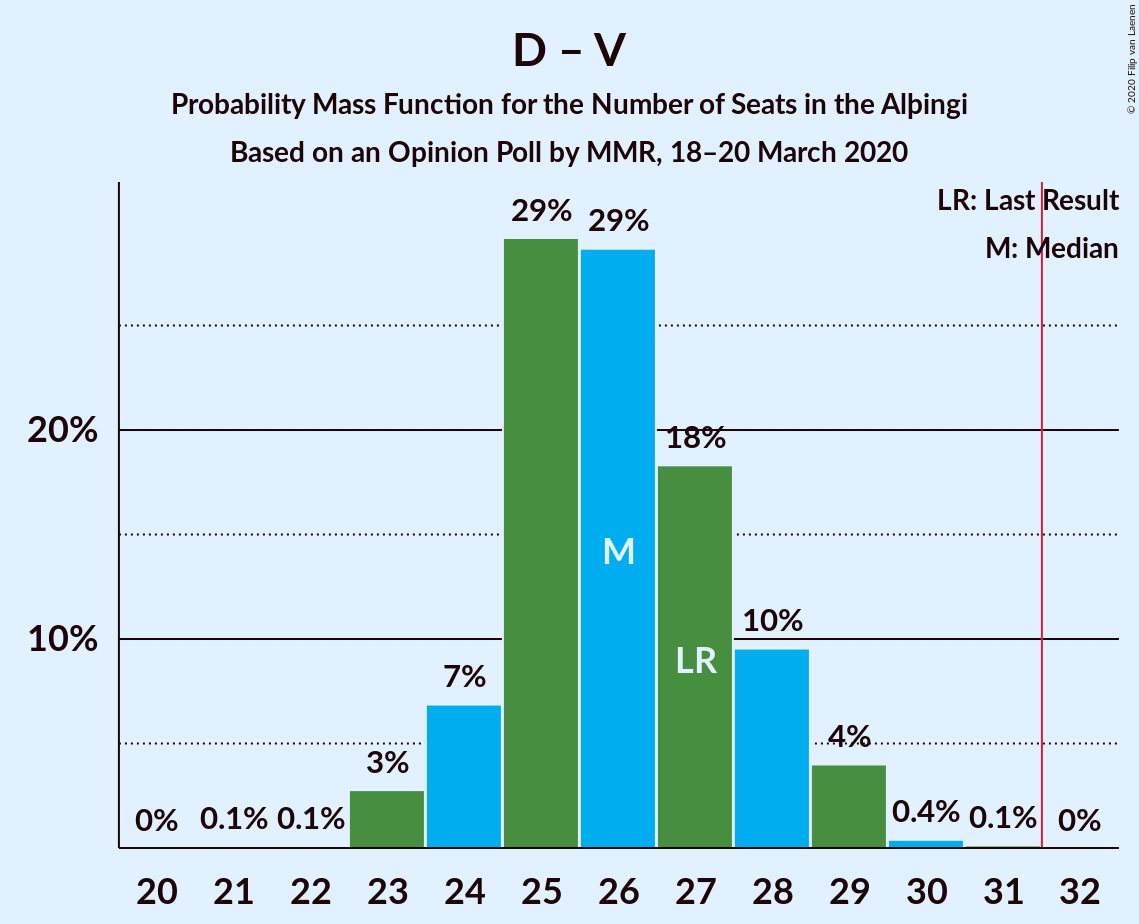 D – V
Probability Mass Function for the Number of Seats in the Alþingi
Based on an Opinion Poll by MMR, 18–20 March 2020
© 2020 Filip van Laenen
LR: Last Result
M: Median
29%
29%
20%
18%
M
10%
10%
LR
7%
4%
3%
0%
0.1%
0.1%
0.4%
0.1%
0%
20 21 22 23 24 25 26 27 28 29 30 31 32